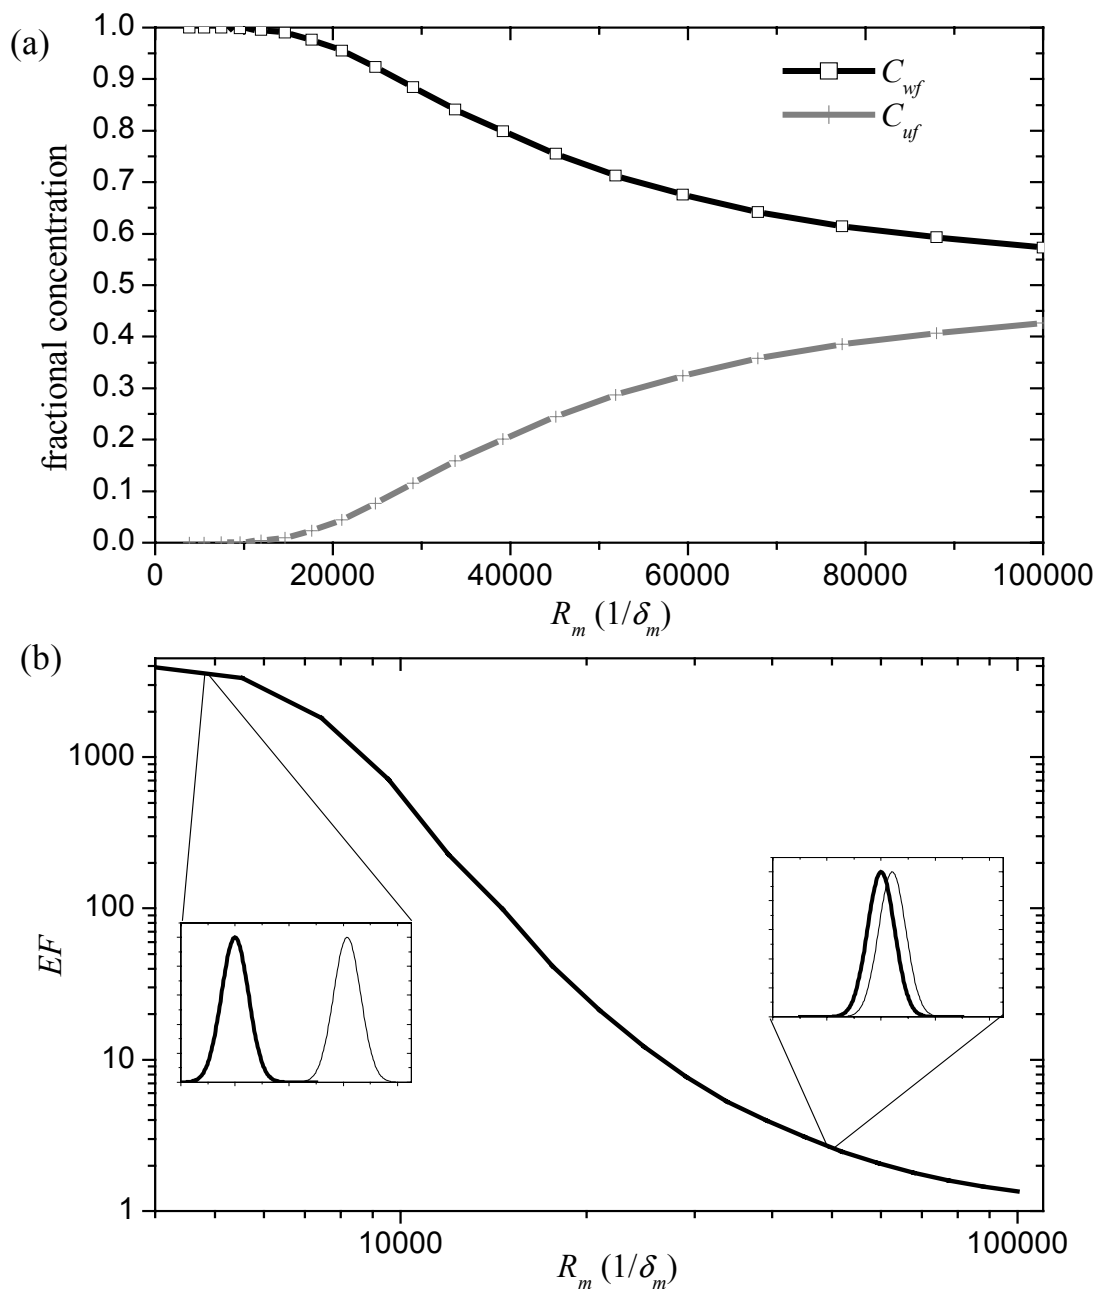 (a)
fractional concentration
1.0
0.9
0.8
0.7
0.6
0.5
0.4
0.3
0.2
0.1
0.0
C_wf
C_uf
0 20000 40000 60000 80000 100000
R_m (1/δ_m)
(b)
EF
1000
100
10
1
10000 100000
R_m (1/δ_m)